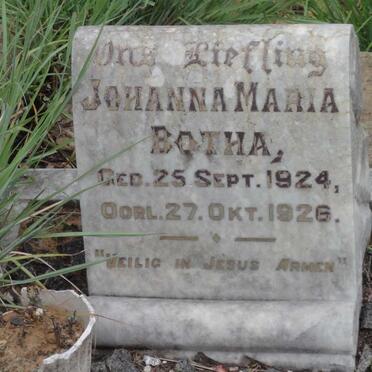 Ons Liefling
JOHANNA MARIA
BOTHA,
GEB. 25 SEPT. 1924,
OORL. 27. OKT. 1926.
"VEILIG IN JESUS ARMEN"